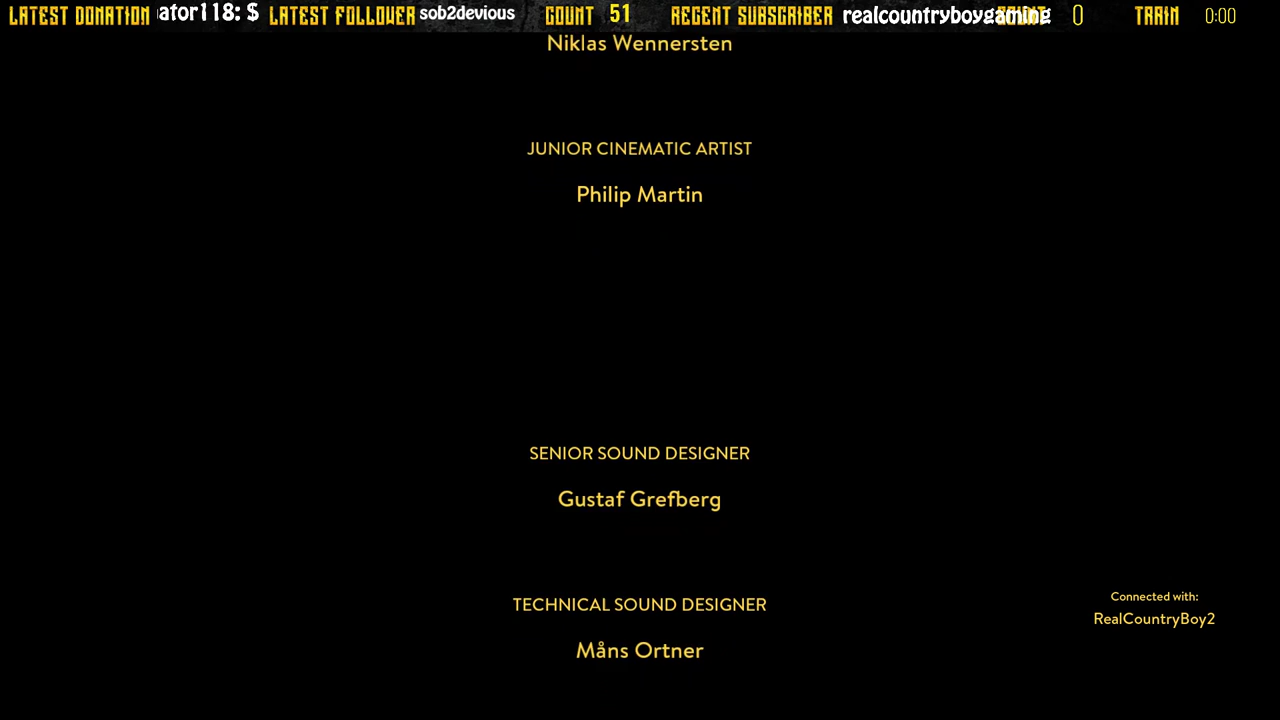 LATEST DONATION ator118: $ LATEST FOLLOWER sob2devious COUNT 51 RECENT SUBSCRIBER realcountryboygaming 0 TRAIN 0:00
Niklas Wennersten
JUNIOR CINEMATIC ARTIST
Philip Martin
SENIOR SOUND DESIGNER
Gustaf Grefberg
TECHNICAL SOUND DESIGNER
Måns Ortner
Connected with:
RealCountryBoy2